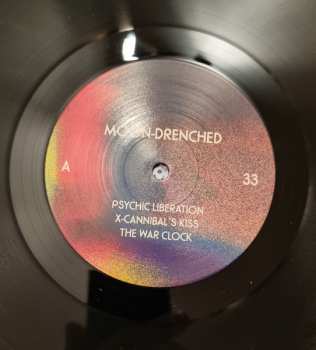 MOON-DRENCHED
A
33
PSYCHIC LIBERATION
X-CANNIBAL'S KISS
THE WAR CLOCK